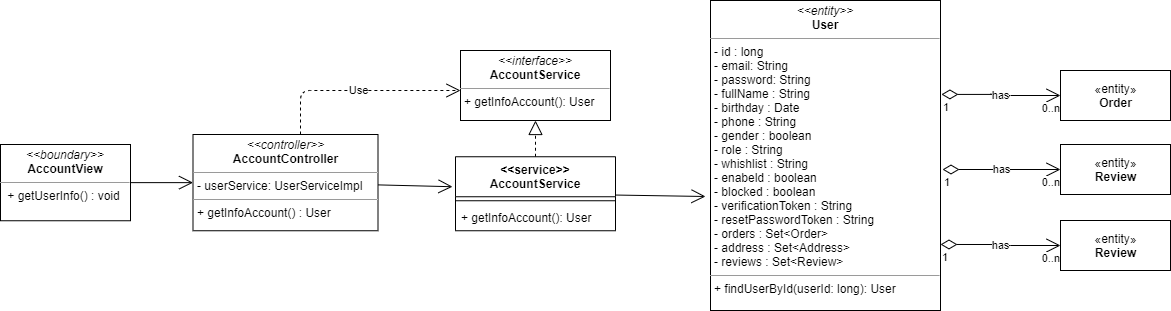 <<boundary>>
AccountView
+ getUserInfo() : void
<<controller>>
AccountController
- userService: UserServiceImpl
+ getInfoAccount() : User
Use
<<interface>>
AccountService
+ getInfoAccount(): User
<<service>>
AccountService
+ getInfoAccount(): User
<<entity>>
User
- id : long
- email: String
- password: String
- fullName : String
- birthday : Date
- phone : String
- gender : boolean
- role : String
- whishlist : String
- enabeld : boolean
- blocked : boolean
- verificationToken : String
- resetPasswordToken : String
- orders : Set<Order>
- address : Set<Address>
- reviews : Set<Review>
+ findUserById(userId: long): User
1
has
0..n
«entity»
Order
1
has
0..n
«entity»
Review
1
has
0..n
«entity»
Review